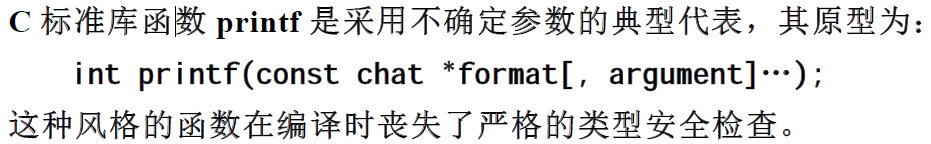 C 标准库函数 printf 是采用不确定参数的典型代表，其原型为：
int printf(const chat *format[, argument]…);
这种风格的函数在编译时丧失了严格的类型安全检查。